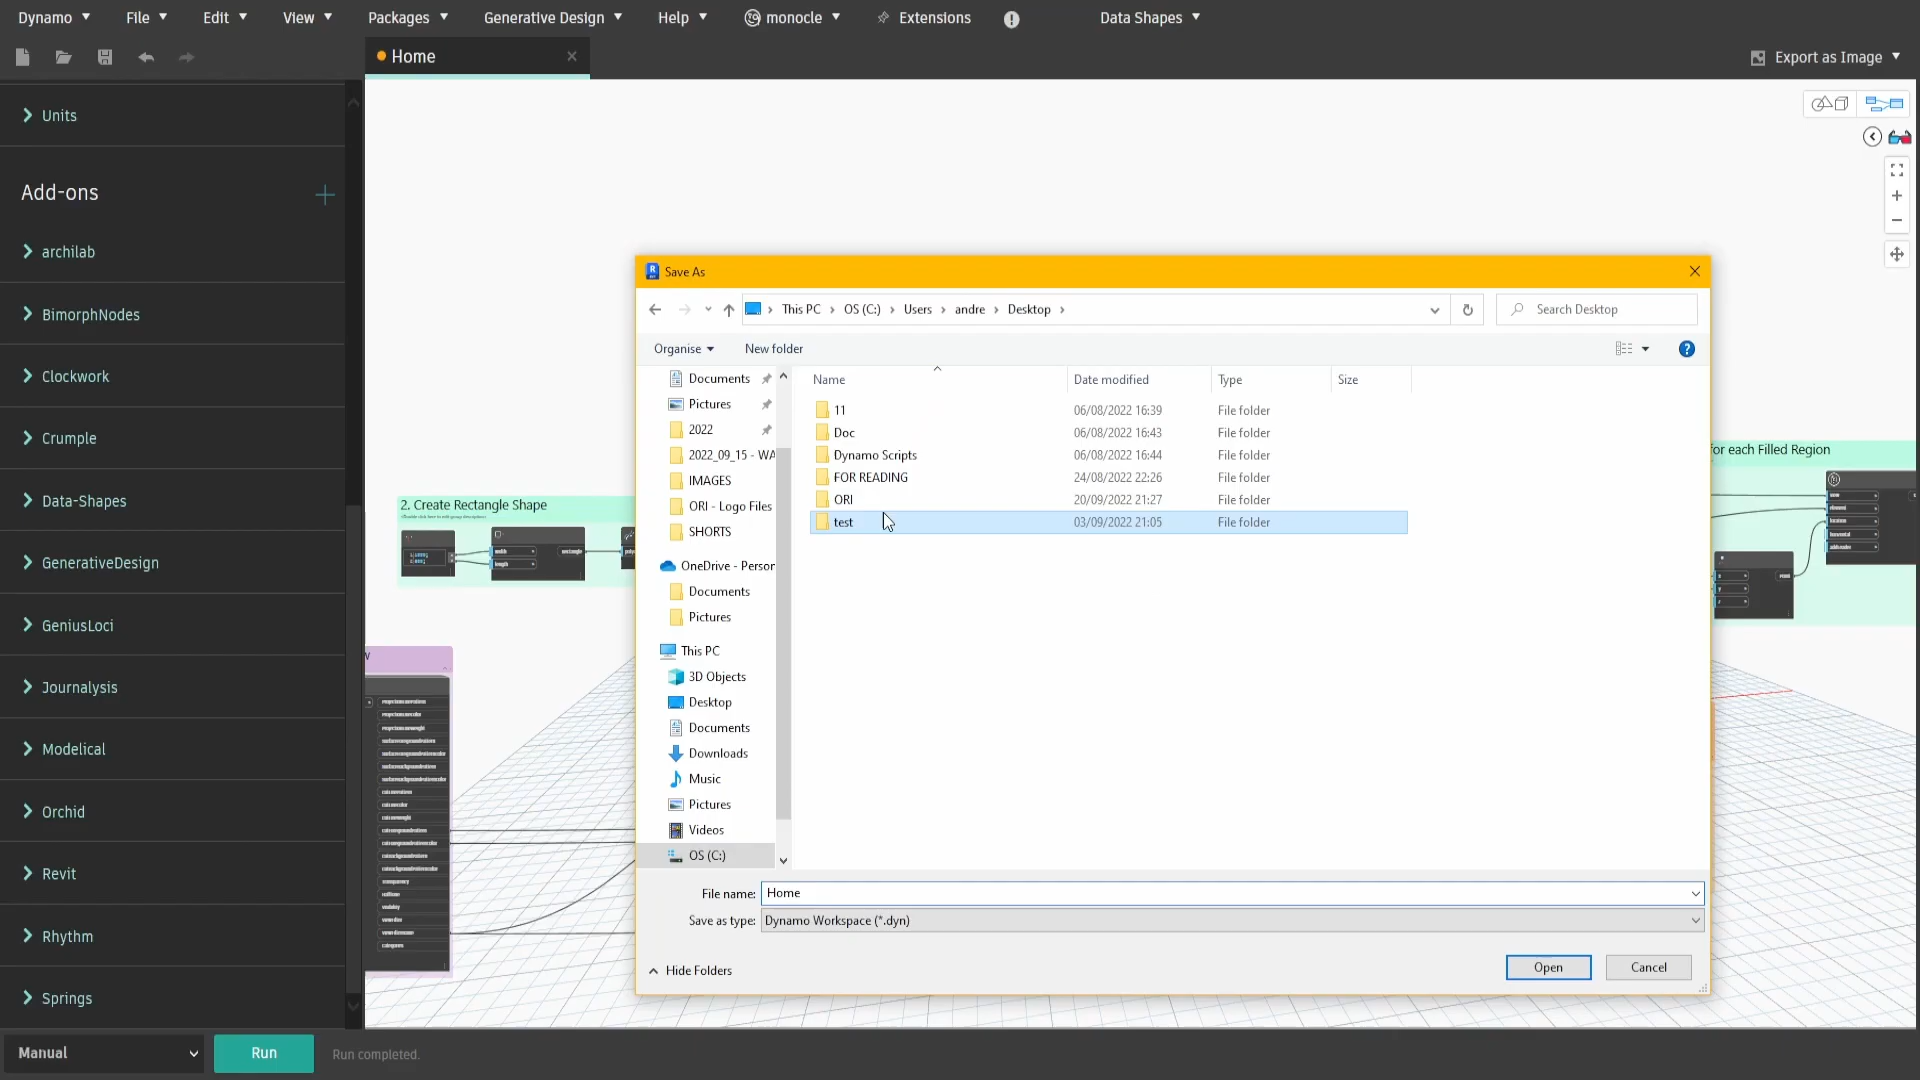 Dynamo File Edit View Packages Generative Design Help monocle Extensions Data Shapes
Home
Export as Image
Units
Add-ons
archilab
BimorphNodes
Clockwork
Crumple
Data-Shapes
GenerativeDesign
GeniusLoci
Journalysis
Modelical
Orchid
Revit
Rhythm
Springs
Manual
Run
Run completed.
2. Create Rectangle Shape
width
length
rectangle
for each Filled Region
Save As
This PC > OS (C:) > Users > andre > Desktop >
Search Desktop
Organise
New folder
Documents
Pictures
2022
2022_09_15 - WA
IMAGES
ORI - Logo Files
SHORTS
OneDrive - Person
Documents
Pictures
This PC
3D Objects
Desktop
Documents
Downloads
Music
Pictures
Videos
OS (C:)
Name Date modified Type Size
11 06/08/2022 16:39 File folder
Doc 06/08/2022 16:43 File folder
Dynamo Scripts 06/08/2022 16:44 File folder
FOR READING 24/08/2022 22:26 File folder
ORI 20/09/2022 21:27 File folder
test 03/09/2022 21:05 File folder
File name: Home
Save as type: Dynamo Workspace (*.dyn)
Hide Folders
Open
Cancel